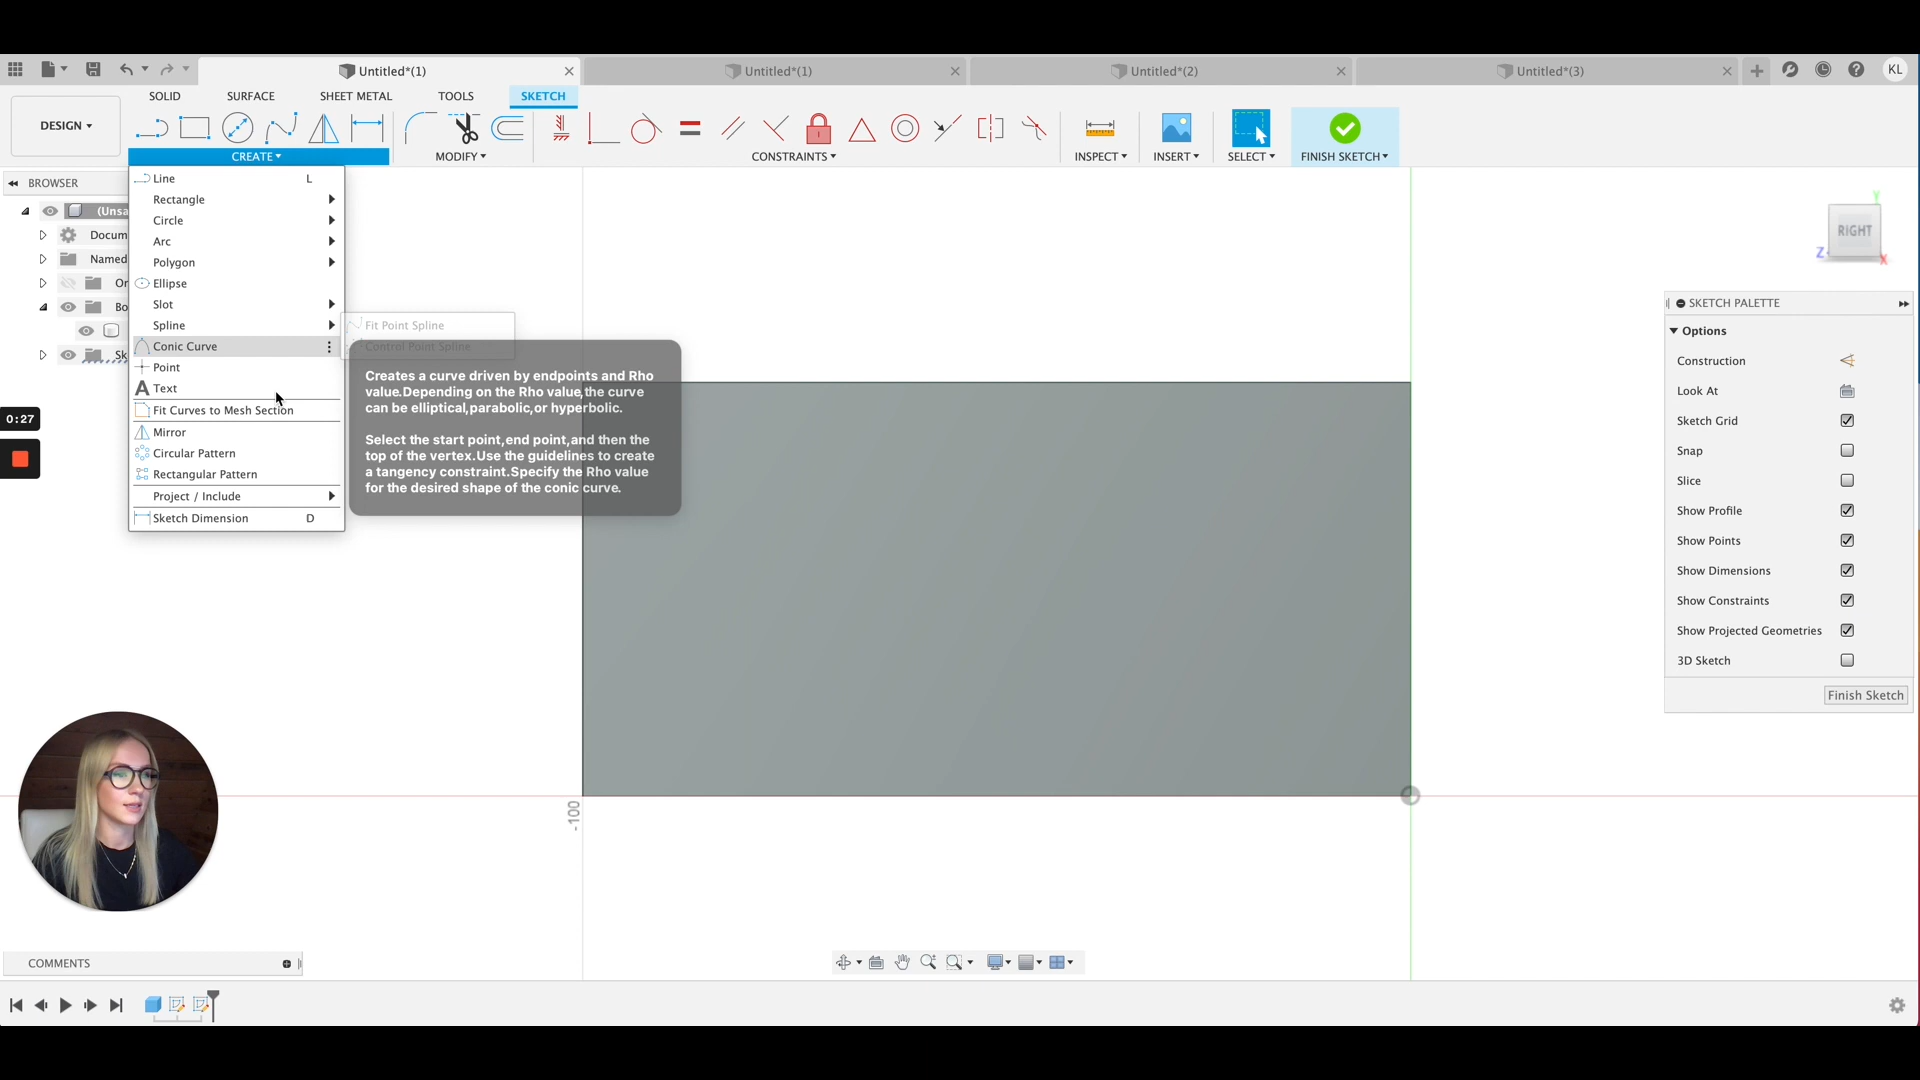 Untitled*(1)
Untitled*(1)
Untitled*(2)
Untitled*(3)
KL
SOLID
SURFACE
SHEET METAL
TOOLS
SKETCH
DESIGN
CREATE
MODIFY
CONSTRAINTS
INSPECT
INSERT
SELECT
FINISH SKETCH
BROWSER
(Unsa
Docum
Named
Or
Bo
Sk
Line L
Rectangle
Circle
Arc
Polygon
Ellipse
Slot
Spline
Conic Curve
Point
Text
Fit Curves to Mesh Section
Mirror
Circular Pattern
Rectangular Pattern
Project / Include
Sketch Dimension D
Fit Point Spline
Control Point Spline
Creates a curve driven by endpoints and Rho
value.Depending on the Rho value,the curve
can be elliptical,parabolic,or hyperbolic.
Select the start point,end point,and then the
top of the vertex.Use the guidelines to create
a tangency constraint.Specify the Rho value
for the desired shape of the conic curve.
0:27
-100
RIGHT
Y
Z
X
SKETCH PALETTE
Options
Construction
Look At
Sketch Grid
Snap
Slice
Show Profile
Show Points
Show Dimensions
Show Constraints
Show Projected Geometries
3D Sketch
Finish Sketch
COMMENTS